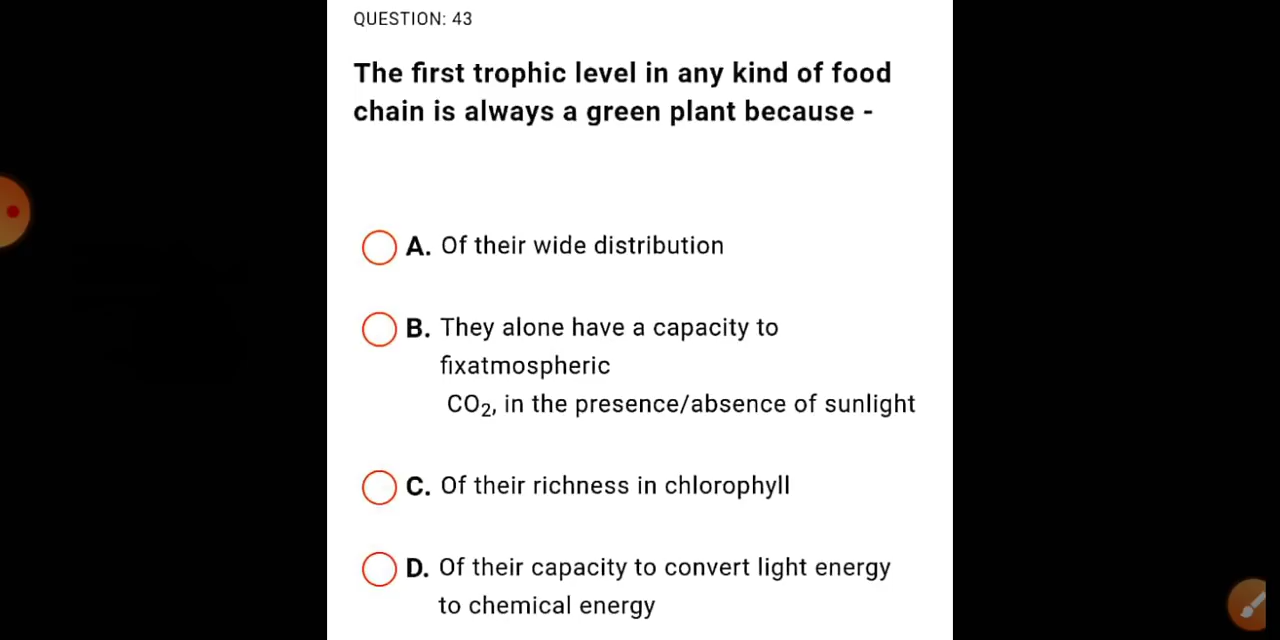 QUESTION: 43
The first trophic level in any kind of food
chain is always a green plant because -
A. Of their wide distribution
B. They alone have a capacity to
fixatmospheric
CO₂, in the presence/absence of sunlight
C. Of their richness in chlorophyll
D. Of their capacity to convert light energy
to chemical energy